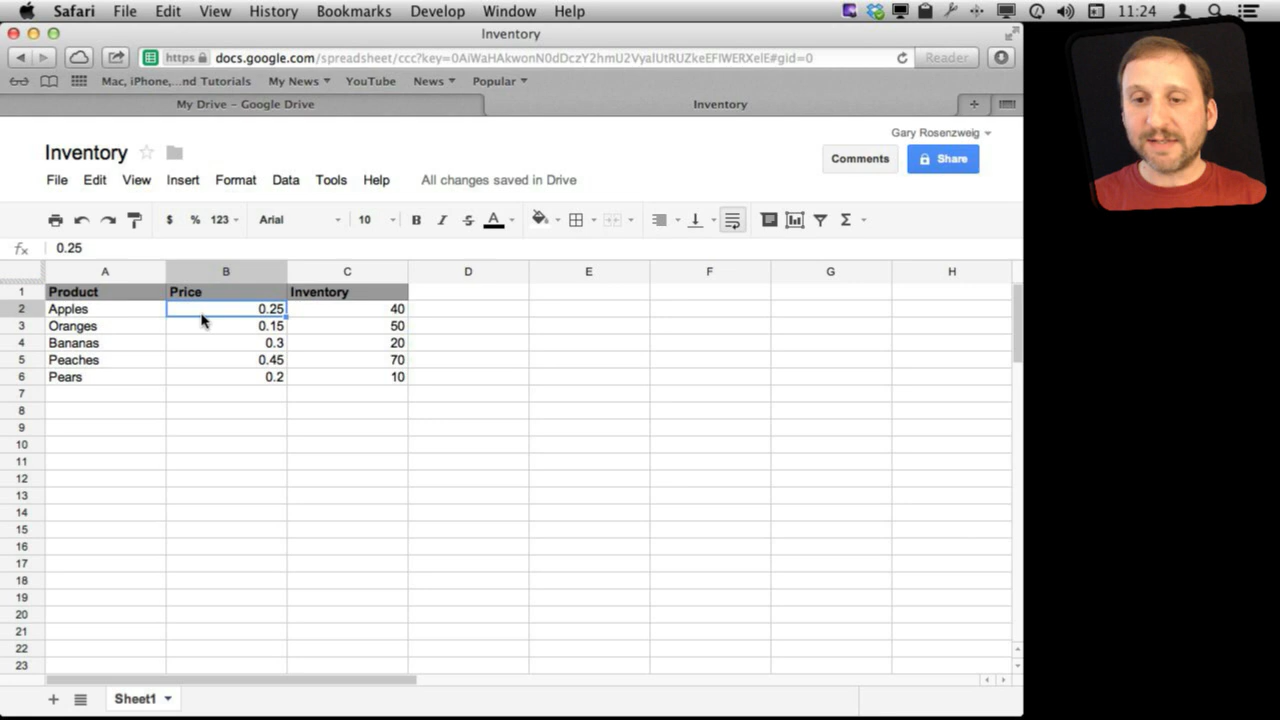 Safari File Edit View History Bookmarks Develop Window Help 11:24
Inventory
https docs.google.com/spreadsheet/ccc?key=0AiWaHAkwonN0dDczY2hmU2VyalUtRUZkeEFIWERXelE#gid=0 Reader
Mac, iPhone,...nd Tutorials My News YouTube News Popular
My Drive – Google Drive Inventory
Gary Rosenzweig
Inventory Comments Share
File Edit View Insert Format Data Tools Help All changes saved in Drive
$ % 123 Arial 10 B I S A Σ
fx 0.25
A B C D E F G H
1 Product Price Inventory
2 Apples 0.25 40
3 Oranges 0.15 50
4 Bananas 0.3 20
5 Peaches 0.45 70
6 Pears 0.2 10
7
8
9
10
11
12
13
14
15
16
17
18
19
20
21
22
23
Sheet1